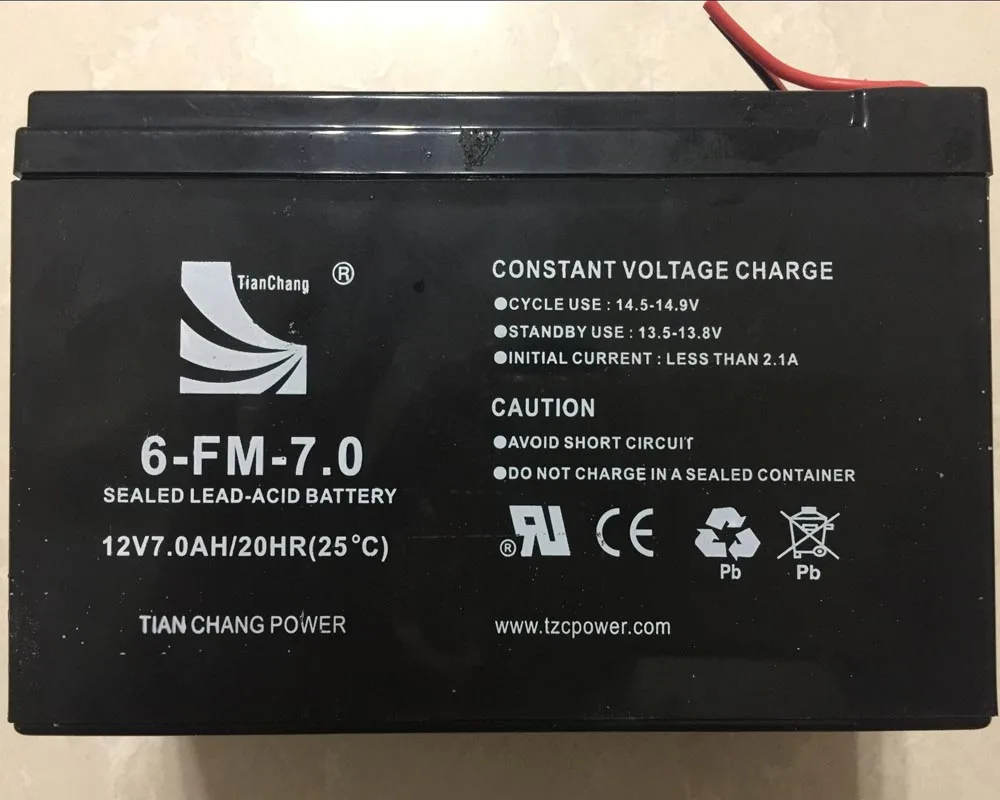 TianChang ®
6-FM-7.0
SEALED LEAD-ACID BATTERY
12V7.0AH/20HR(25°C)
TIAN CHANG POWER
CONSTANT VOLTAGE CHARGE
●CYCLE USE : 14.5-14.9V
●STANDBY USE : 13.5-13.8V
●INITIAL CURRENT : LESS THAN 2.1A
CAUTION
●AVOID SHORT CIRCUIT
●DO NOT CHARGE IN A SEALED CONTAINER
® RU CE
Pb Pb
www.tzcpower.com